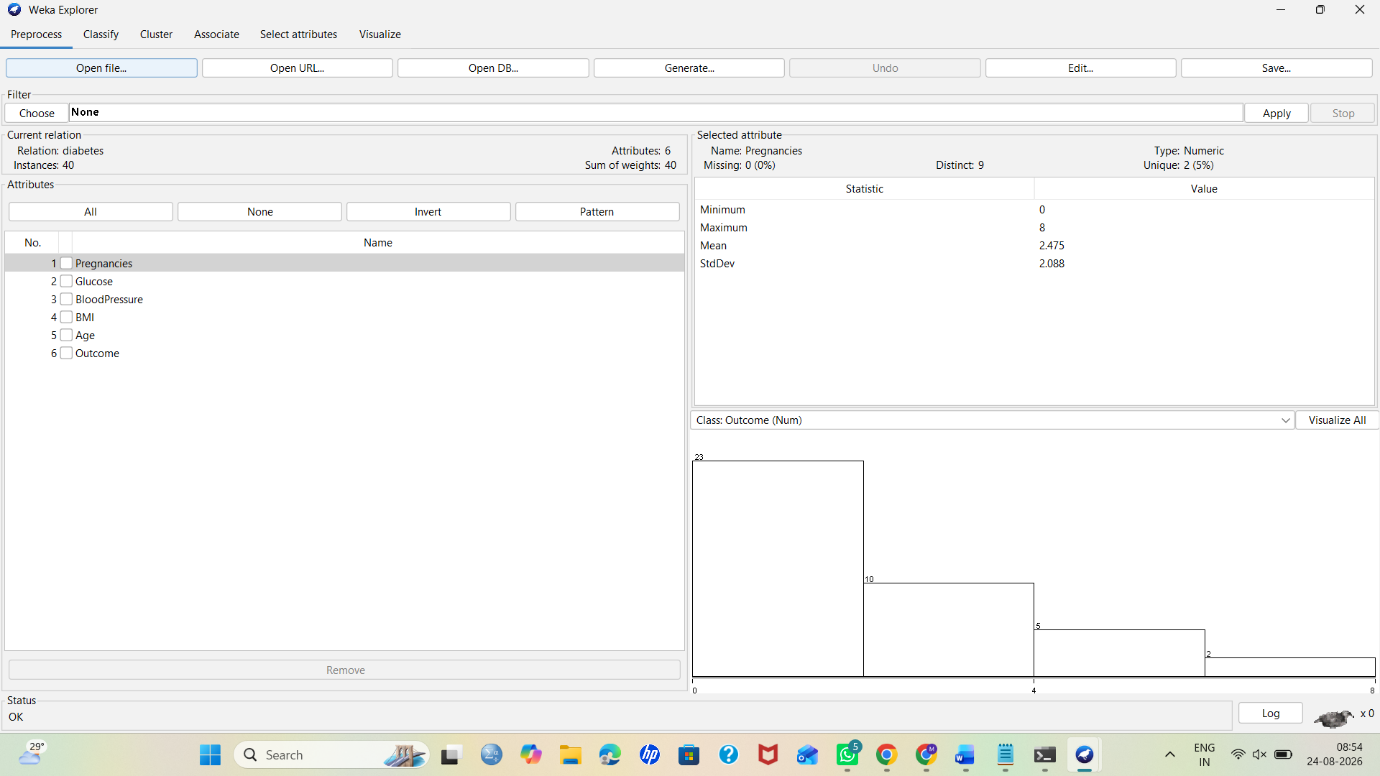 Weka Explorer
Preprocess Classify Cluster Associate Select attributes Visualize
Open file... Open URL... Open DB... Generate... Undo Edit... Save...
Filter
Choose None Apply Stop
Current relation
Relation: diabetes Attributes: 6
Instances: 40 Sum of weights: 40
Attributes
All None Invert Pattern
No. Name
1 Pregnancies
2 Glucose
3 BloodPressure
4 BMI
5 Age
6 Outcome
Remove
Selected attribute
Name: Pregnancies Type: Numeric
Missing: 0 (0%) Distinct: 9 Unique: 2 (5%)
Statistic Value
Minimum 0
Maximum 8
Mean 2.475
StdDev 2.088
Class: Outcome (Num) Visualize All
23
10
5
2
0 4 8
Status
OK
Log x 0
29° Search hp 5 M ENG 08:54
IN 24-08-2026